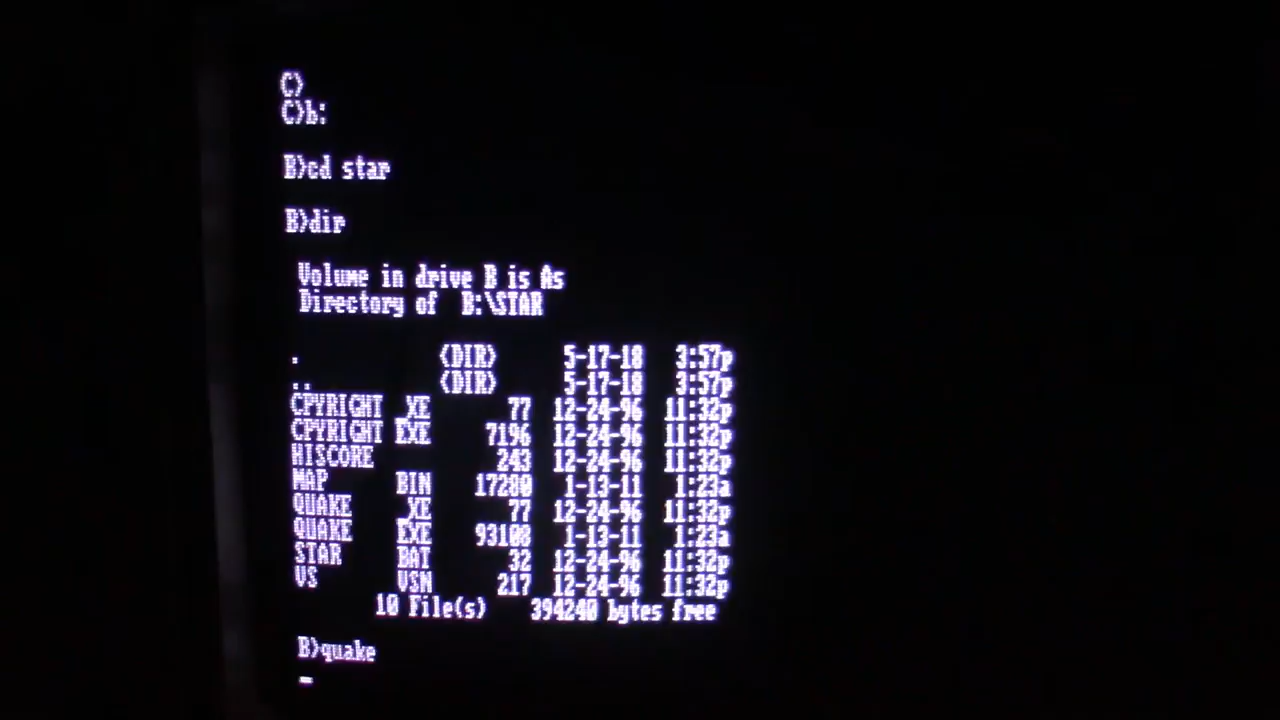 C>
C>b:
B>cd star
B>dir
Volume in drive B is As
Directory of  B:\STAR
.            <DIR>      5-17-18   3:57p
..           <DIR>      5-17-18   3:57p
CPYRIGHT _XE        77  12-24-96  11:32p
CPYRIGHT EXE      7196  12-24-96  11:32p
HISCORE            243  12-24-96  11:32p
MAP      BIN     17280   1-13-11   1:23a
QUAKE    _XE        77  12-24-96  11:32p
QUAKE    EXE     93108   1-13-11   1:23a
STAR     BAT        32  12-24-96  11:32p
VS       VSN       217  12-24-96  11:32p
10 File(s)    394240 bytes free
B>quake